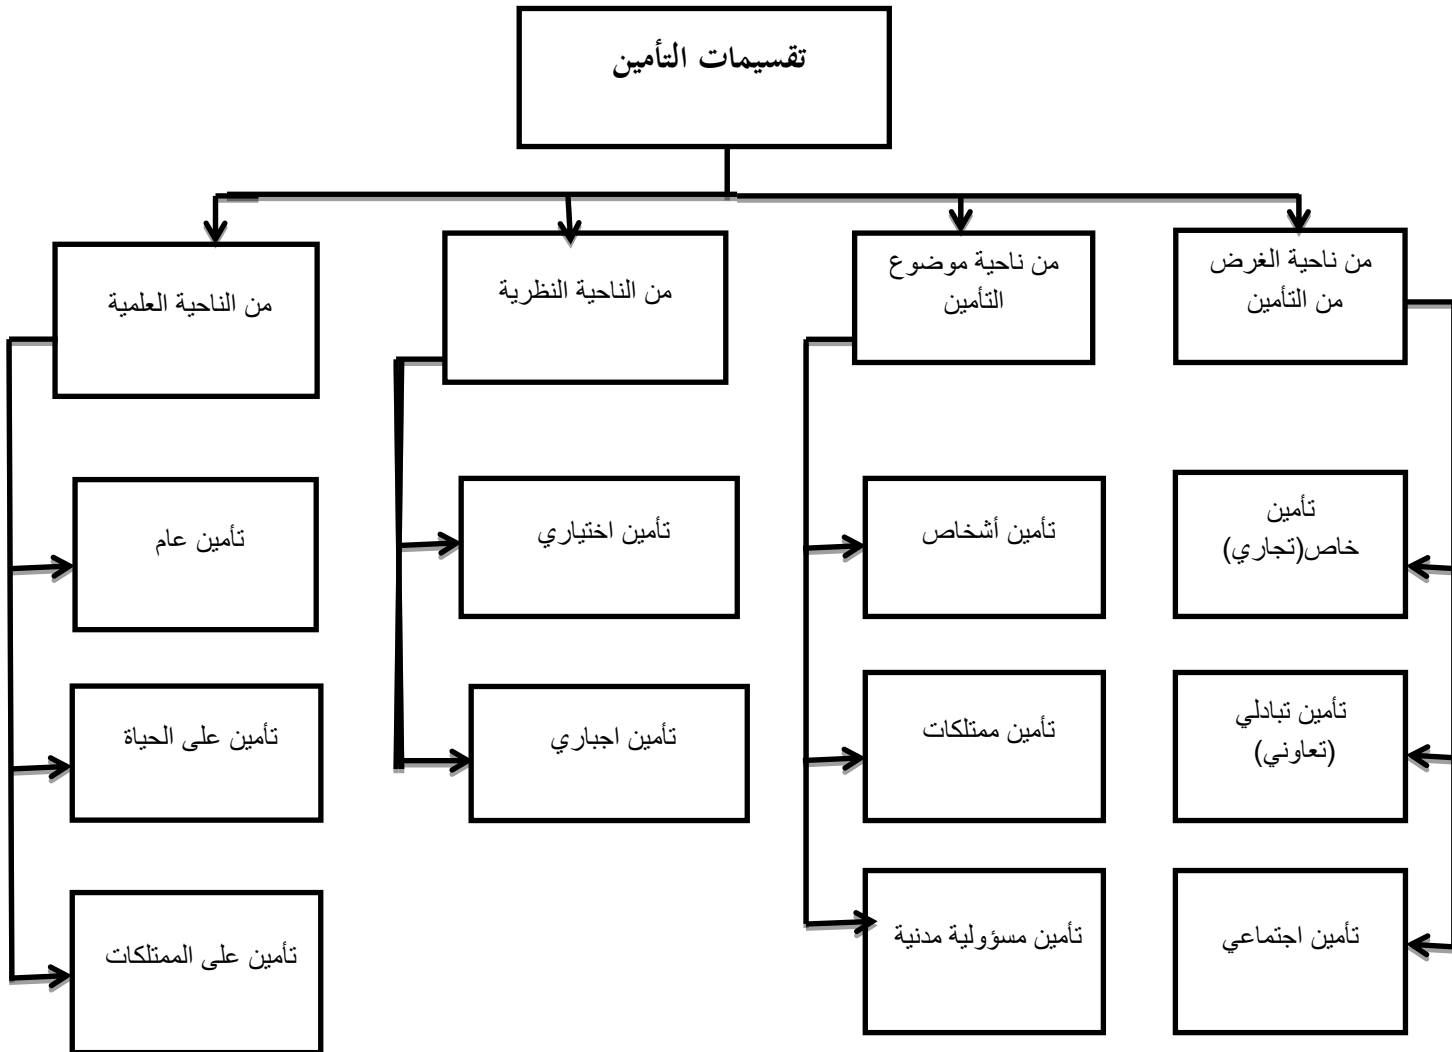 تقسيمات التأمين
من ناحية الغرض
من التأمين
من ناحية موضوع
التأمين
من الناحية النظرية
من الناحية العلمية
تأمين
خاص(تجاري)
تأمين أشخاص
تأمين اختياري
تأمين عام
تأمين تبادلي
(تعاوني)
تأمين ممتلكات
تأمين اجباري
تأمين على الحياة
تأمين اجتماعي
تأمين مسؤولية مدنية
تأمين على الممتلكات